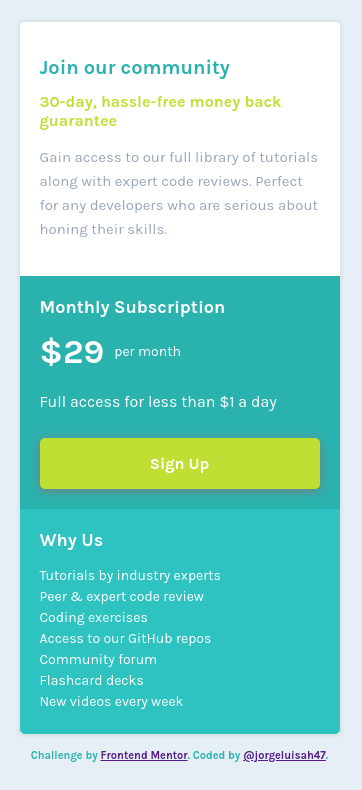 Join our community
30-day, hassle-free money back
guarantee
Gain access to our full library of tutorials
along with expert code reviews. Perfect
for any developers who are serious about
honing their skills.
Monthly Subscription
$29 per month
Full access for less than $1 a day
Sign Up
Why Us
Tutorials by industry experts
Peer & expert code review
Coding exercises
Access to our GitHub repos
Community forum
Flashcard decks
New videos every week
Challenge by Frontend Mentor. Coded by @jorgeluisah47.